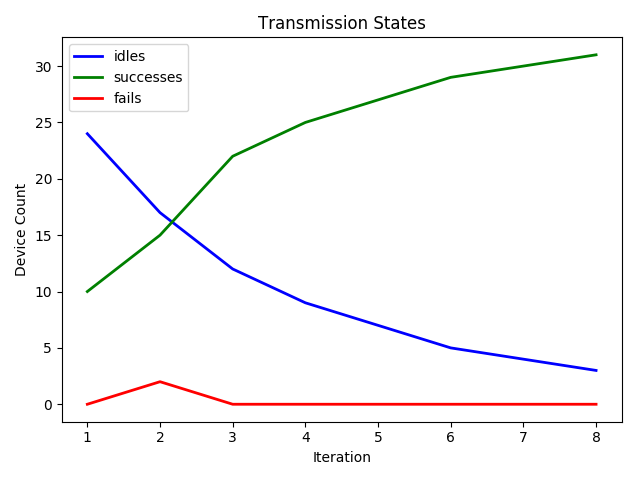 Transmission States
idles
successes
fails
Device Count
30
25
20
15
10
5
0
1 2 3 4 5 6 7 8
Iteration